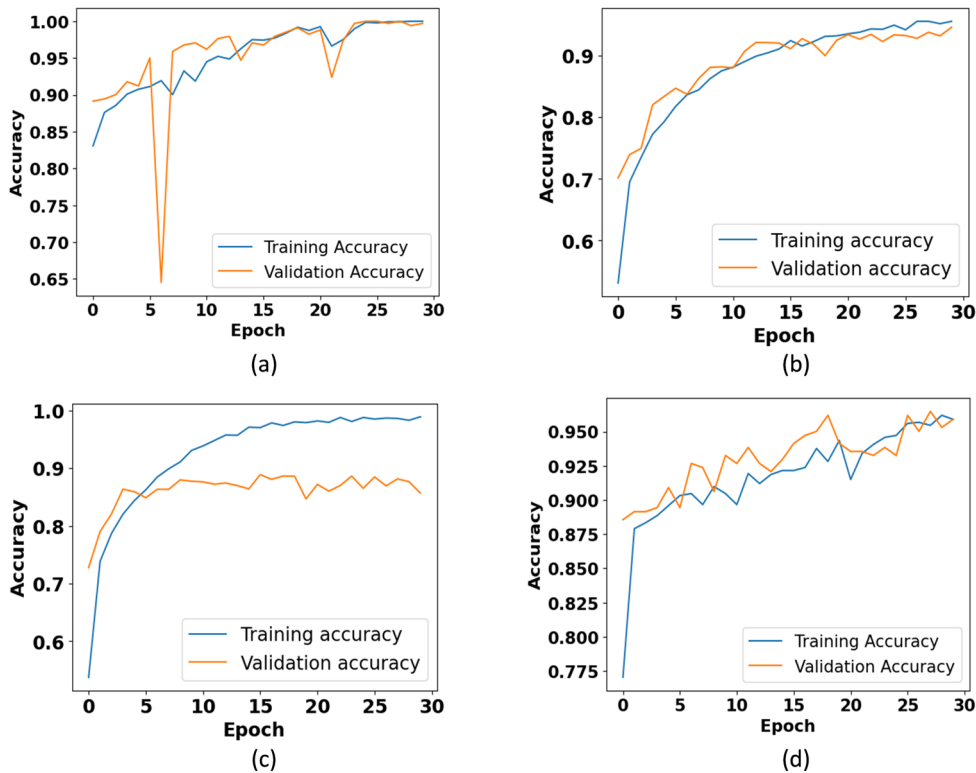 1.00
0.95
0.90
0.85
0.80
0.75
0.70
0.65
Accuracy
Training Accuracy
Validation Accuracy
0 5 10 15 20 25 30
Epoch
(a)
0.9
0.8
0.7
0.6
Accuracy
Training accuracy
Validation accuracy
0 5 10 15 20 25 30
Epoch
(b)
1.0
0.9
0.8
0.7
0.6
Accuracy
Training accuracy
Validation accuracy
0 5 10 15 20 25 30
Epoch
(c)
0.950
0.925
0.900
0.875
0.850
0.825
0.800
0.775
Accuracy
Training Accuracy
Validation Accuracy
0 5 10 15 20 25 30
Epoch
(d)